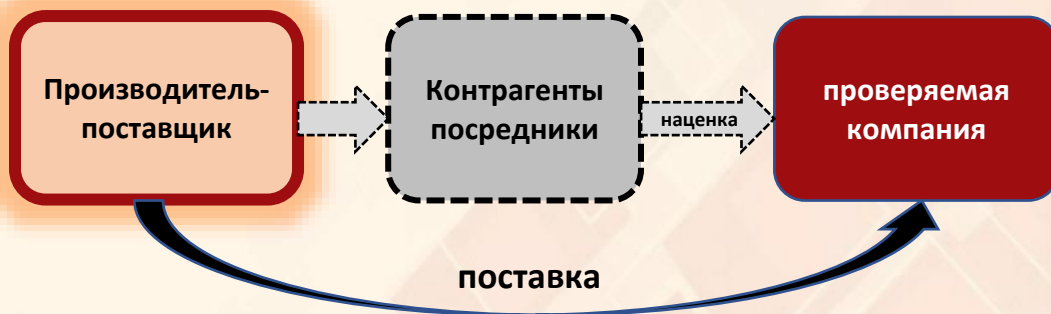 Производитель-
поставщик
Контрагенты
посредники
наценка
проверяемая
компания
поставка